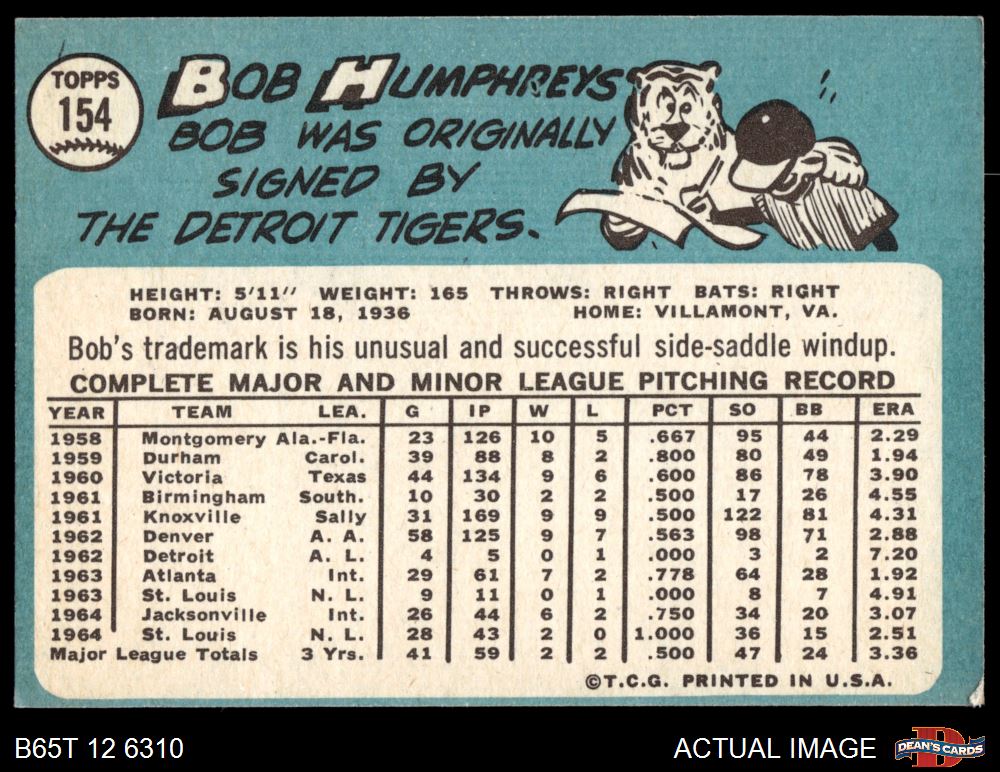 TOPPS
154
BOB HUMPHREYS
BOB WAS ORIGINALLY
SIGNED BY
THE DETROIT TIGERS.
HEIGHT: 5'11" WEIGHT: 165 THROWS: RIGHT BATS: RIGHT
BORN: AUGUST 18, 1936 HOME: VILLAMONT, VA.
Bob's trademark is his unusual and successful side-saddle windup.
COMPLETE MAJOR AND MINOR LEAGUE PITCHING RECORD
YEAR TEAM LEA. G IP W L PCT SO BB ERA
1958 Montgomery Ala.-Fla. 23 126 10 5 .667 95 44 2.29
1959 Durham Carol. 39 88 8 2 .800 80 49 1.94
1960 Victoria Texas 44 134 9 6 .600 86 78 3.90
1961 Birmingham South. 10 30 2 2 .500 17 26 4.55
1961 Knoxville Sally 31 169 9 9 .500 122 81 4.31
1962 Denver A. A. 58 125 9 7 .563 98 71 2.88
1962 Detroit A. L. 4 5 0 1 .000 3 2 7.20
1963 Atlanta Int. 29 61 7 2 .778 64 28 1.92
1963 St. Louis N. L. 9 11 0 1 .000 8 7 4.91
1964 Jacksonville Int. 26 44 6 2 .750 34 20 3.07
1964 St. Louis N. L. 28 43 2 0 1.000 36 15 2.51
Major League Totals 3 Yrs. 41 59 2 2 .500 47 24 3.36
©T.C.G. PRINTED IN U.S.A.
B65T 12 6310 ACTUAL IMAGE DEAN'S CARDS